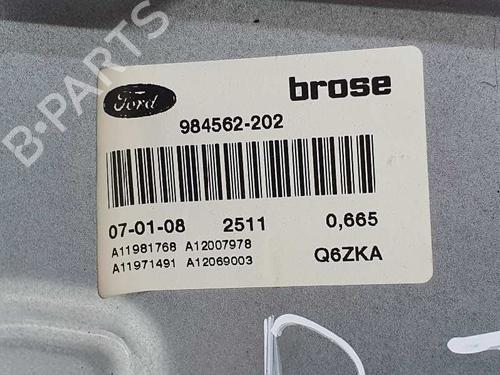 B-PARTS
Ford
brose
984562-202
07-01-08 2511 0,665
A11981768 A12007978
A11971491 A12069003
Q6ZKA